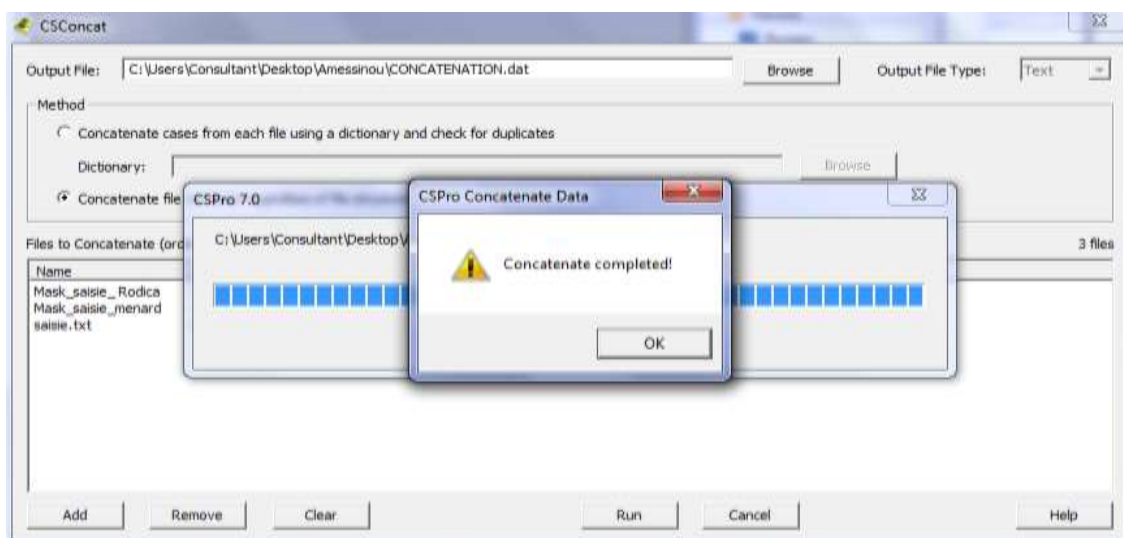 CSConcat
Output File: C:\Users\Consultant\Desktop\Amessinou\CONCATENATION.dat Browse Output File Type: Text
Method
Concatenate cases from each file using a dictionary and check for duplicates
Dictionary: Browse
Concatenate file
CSPro 7.0
C:\Users\Consultant\Desktop\
CSPro Concatenate Data
Concatenate completed!
OK
Files to Concatenate (ord 3 files
Name
Mask_saisie_ Rodica
Mask_saisie_menard
saisie.txt
Add Remove Clear Run Cancel Help